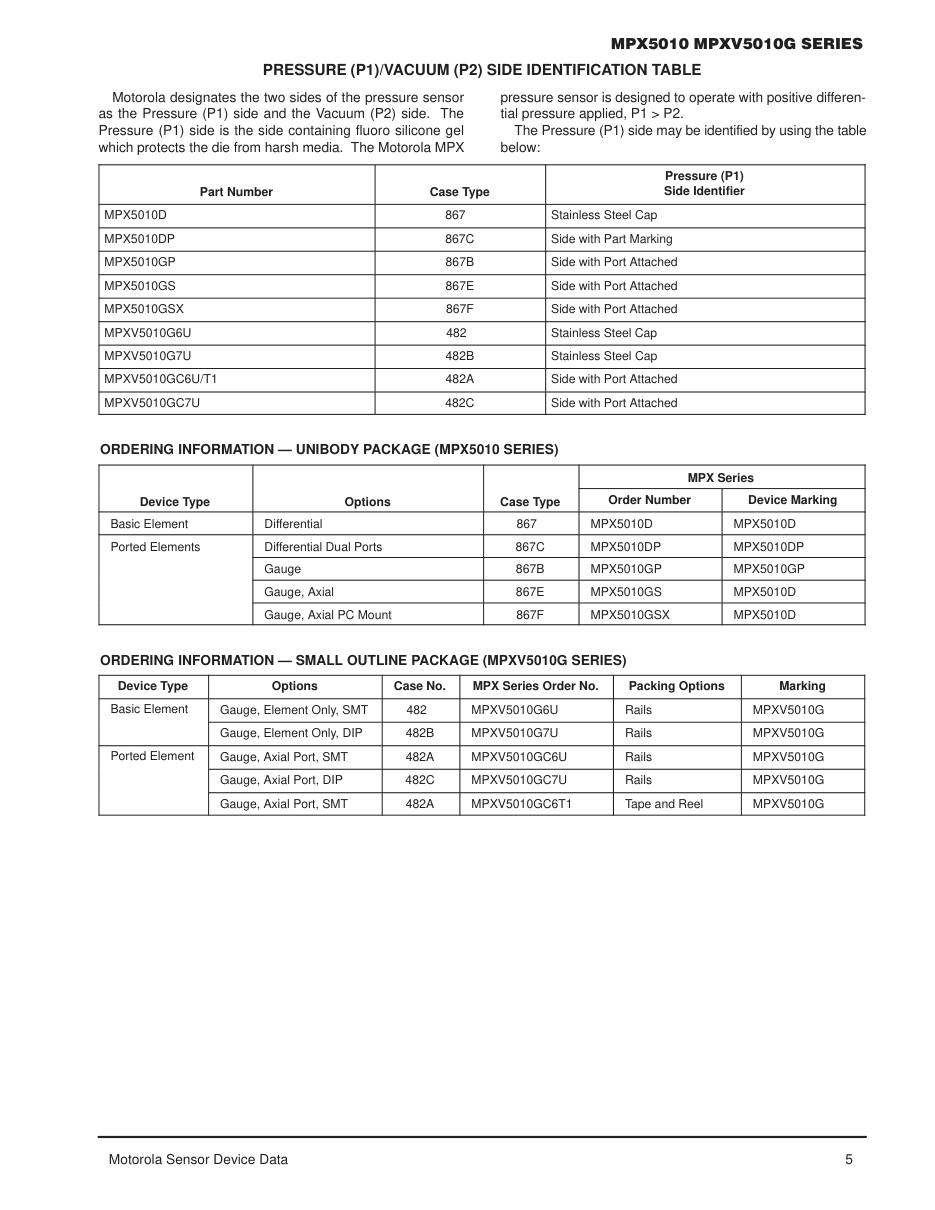 MPX5010 MPXV5010G SERIES
PRESSURE (P1)/VACUUM (P2) SIDE IDENTIFICATION TABLE
Motorola designates the two sides of the pressure sensor
as the Pressure (P1) side and the Vacuum (P2) side. The
Pressure (P1) side is the side containing fluoro silicone gel
which protects the die from harsh media. The Motorola MPX
pressure sensor is designed to operate with positive differen-
tial pressure applied, P1 > P2.
The Pressure (P1) side may be identified by using the table
below:
Part Number Case Type Pressure (P1)
Side Identifier
MPX5010D 867 Stainless Steel Cap
MPX5010DP 867C Side with Part Marking
MPX5010GP 867B Side with Port Attached
MPX5010GS 867E Side with Port Attached
MPX5010GSX 867F Side with Port Attached
MPXV5010G6U 482 Stainless Steel Cap
MPXV5010G7U 482B Stainless Steel Cap
MPXV5010GC6U/T1 482A Side with Port Attached
MPXV5010GC7U 482C Side with Port Attached
ORDERING INFORMATION — UNIBODY PACKAGE (MPX5010 SERIES)
MPX Series
Device Type Options Case Type Order Number Device Marking
Basic Element Differential 867 MPX5010D MPX5010D
Ported Elements Differential Dual Ports 867C MPX5010DP MPX5010DP
Gauge 867B MPX5010GP MPX5010GP
Gauge, Axial 867E MPX5010GS MPX5010D
Gauge, Axial PC Mount 867F MPX5010GSX MPX5010D
ORDERING INFORMATION — SMALL OUTLINE PACKAGE (MPXV5010G SERIES)
Device Type Options Case No. MPX Series Order No. Packing Options Marking
Basic Element Gauge, Element Only, SMT 482 MPXV5010G6U Rails MPXV5010G
Gauge, Element Only, DIP 482B MPXV5010G7U Rails MPXV5010G
Ported Element Gauge, Axial Port, SMT 482A MPXV5010GC6U Rails MPXV5010G
Gauge, Axial Port, DIP 482C MPXV5010GC7U Rails MPXV5010G
Gauge, Axial Port, SMT 482A MPXV5010GC6T1 Tape and Reel MPXV5010G
Motorola Sensor Device Data 5